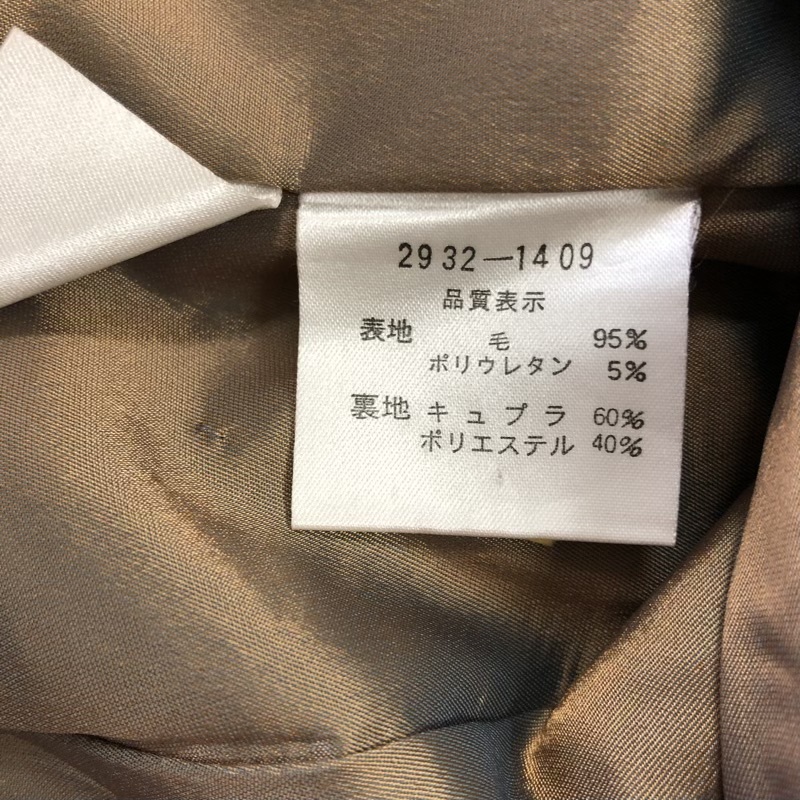 2932—1409
品質表示
表地 毛 95%
ポリウレタン 5%
裏地 キュプラ 60%
ポリエステル 40%